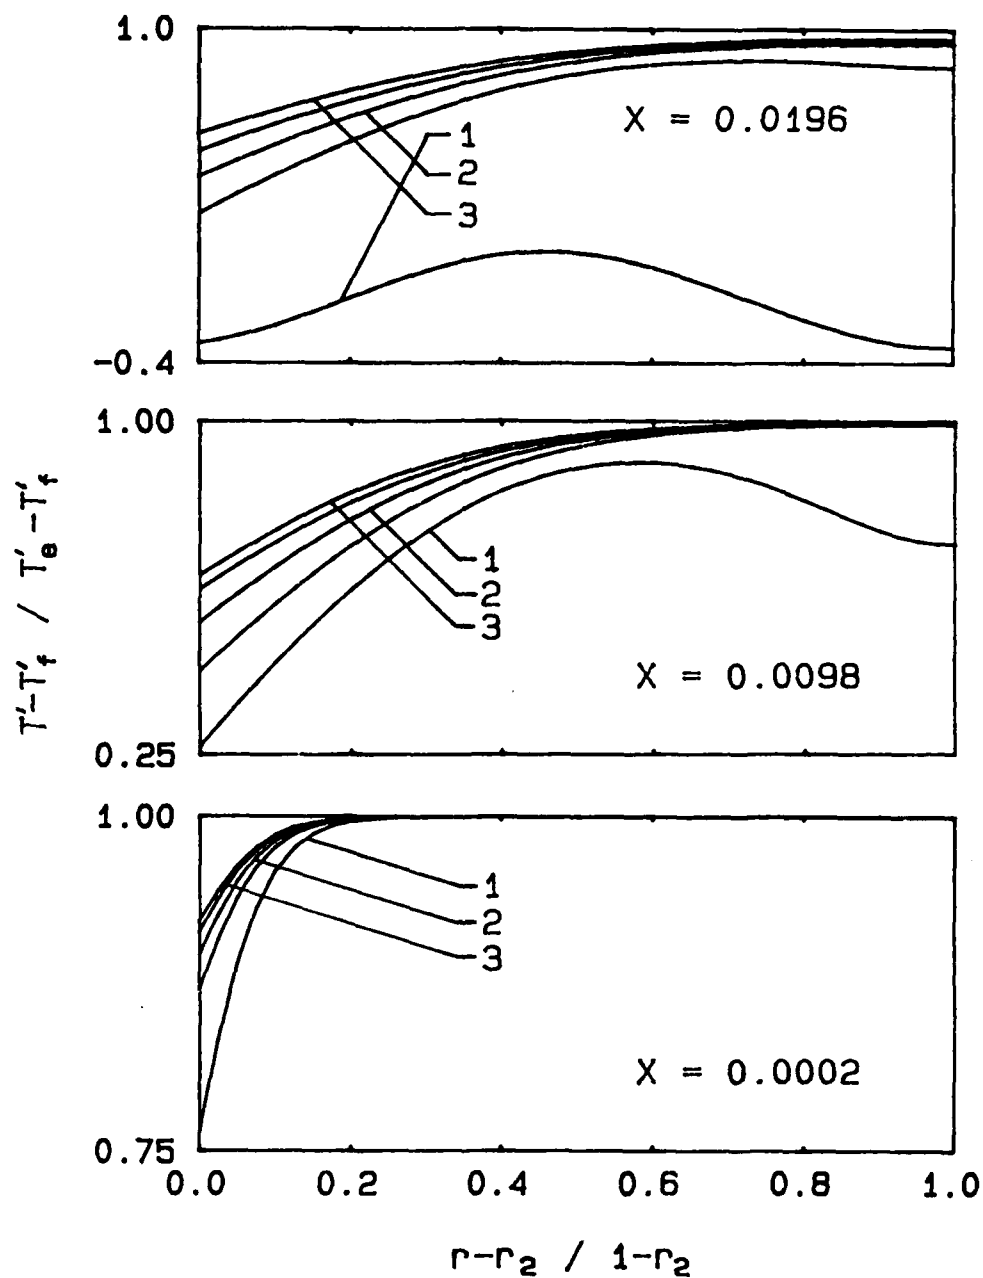 1.0
X = 0.0196
1
2
3
-0.4
1.00
1
2
3
X = 0.0098
0.25
1.00
1
2
3
X = 0.0002
0.75
0.0 0.2 0.4 0.6 0.8 1.0
r-r₂ / 1-r₂
T′-T′f / T′e-T′f